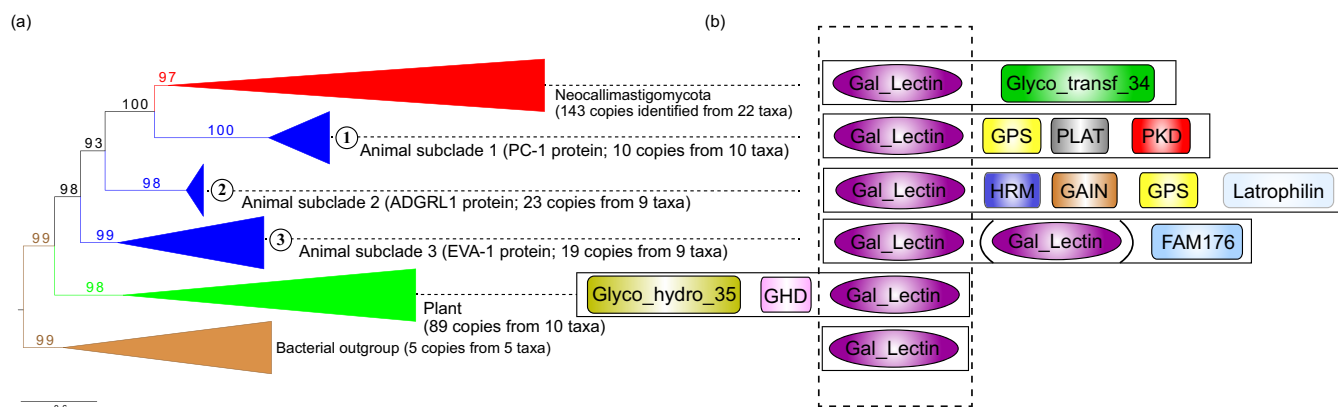 (a)
(b)
97
Neocallimastigomycota
(143 copies identified from 22 taxa)
Gal_Lectin
Glyco_transf_34
100
100
1
Animal subclade 1 (PC-1 protein; 10 copies from 10 taxa)
Gal_Lectin
GPS
PLAT
PKD
93
98
2
Animal subclade 2 (ADGRL1 protein; 23 copies from 9 taxa)
Gal_Lectin
HRM
GAIN
GPS
Latrophilin
98
99
3
Animal subclade 3 (EVA-1 protein; 19 copies from 9 taxa)
Gal_Lectin
(Gal_Lectin)
FAM176
99
98
Plant
(89 copies from 10 taxa)
Glyco_hydro_35
GHD
Gal_Lectin
99
Bacterial outgroup (5 copies from 5 taxa)
Gal_Lectin